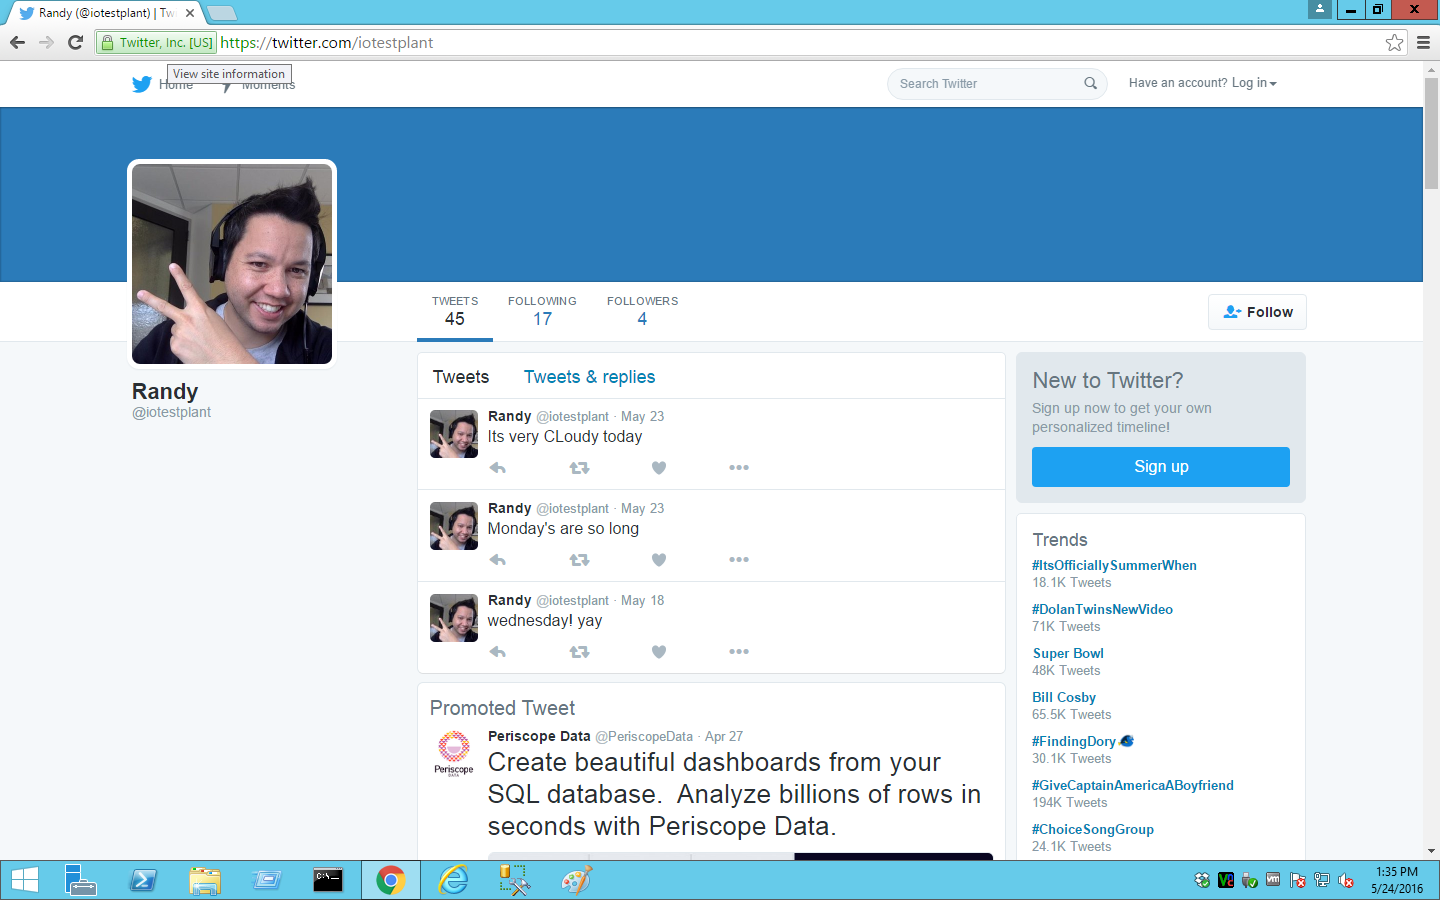 Randy (@iotestplant) | Tw
Twitter, Inc. [US] https://twitter.com/iotestplant
View site information
Home Moments
Search Twitter
Have an account? Log in
TWEETS FOLLOWING FOLLOWERS
45 17 4
Follow
Randy
@iotestplant
Tweets Tweets & replies
Randy @iotestplant · May 23
Its very CLoudy today
Randy @iotestplant · May 23
Monday's are so long
Randy @iotestplant · May 18
wednesday! yay
Promoted Tweet
Periscope Data @PeriscopeData · Apr 27
Periscope
DATA
Create beautiful dashboards from your
SQL database.  Analyze billions of rows in
seconds with Periscope Data.
New to Twitter?
Sign up now to get your own
personalized timeline!
Sign up
Trends
#ItsOfficiallySummerWhen
18.1K Tweets
#DolanTwinsNewVideo
71K Tweets
Super Bowl
48K Tweets
Bill Cosby
65.5K Tweets
#FindingDory
30.1K Tweets
#GiveCaptainAmericaABoyfriend
194K Tweets
#ChoiceSongGroup
24.1K Tweets
C:\_
vm
1:35 PM
5/24/2016